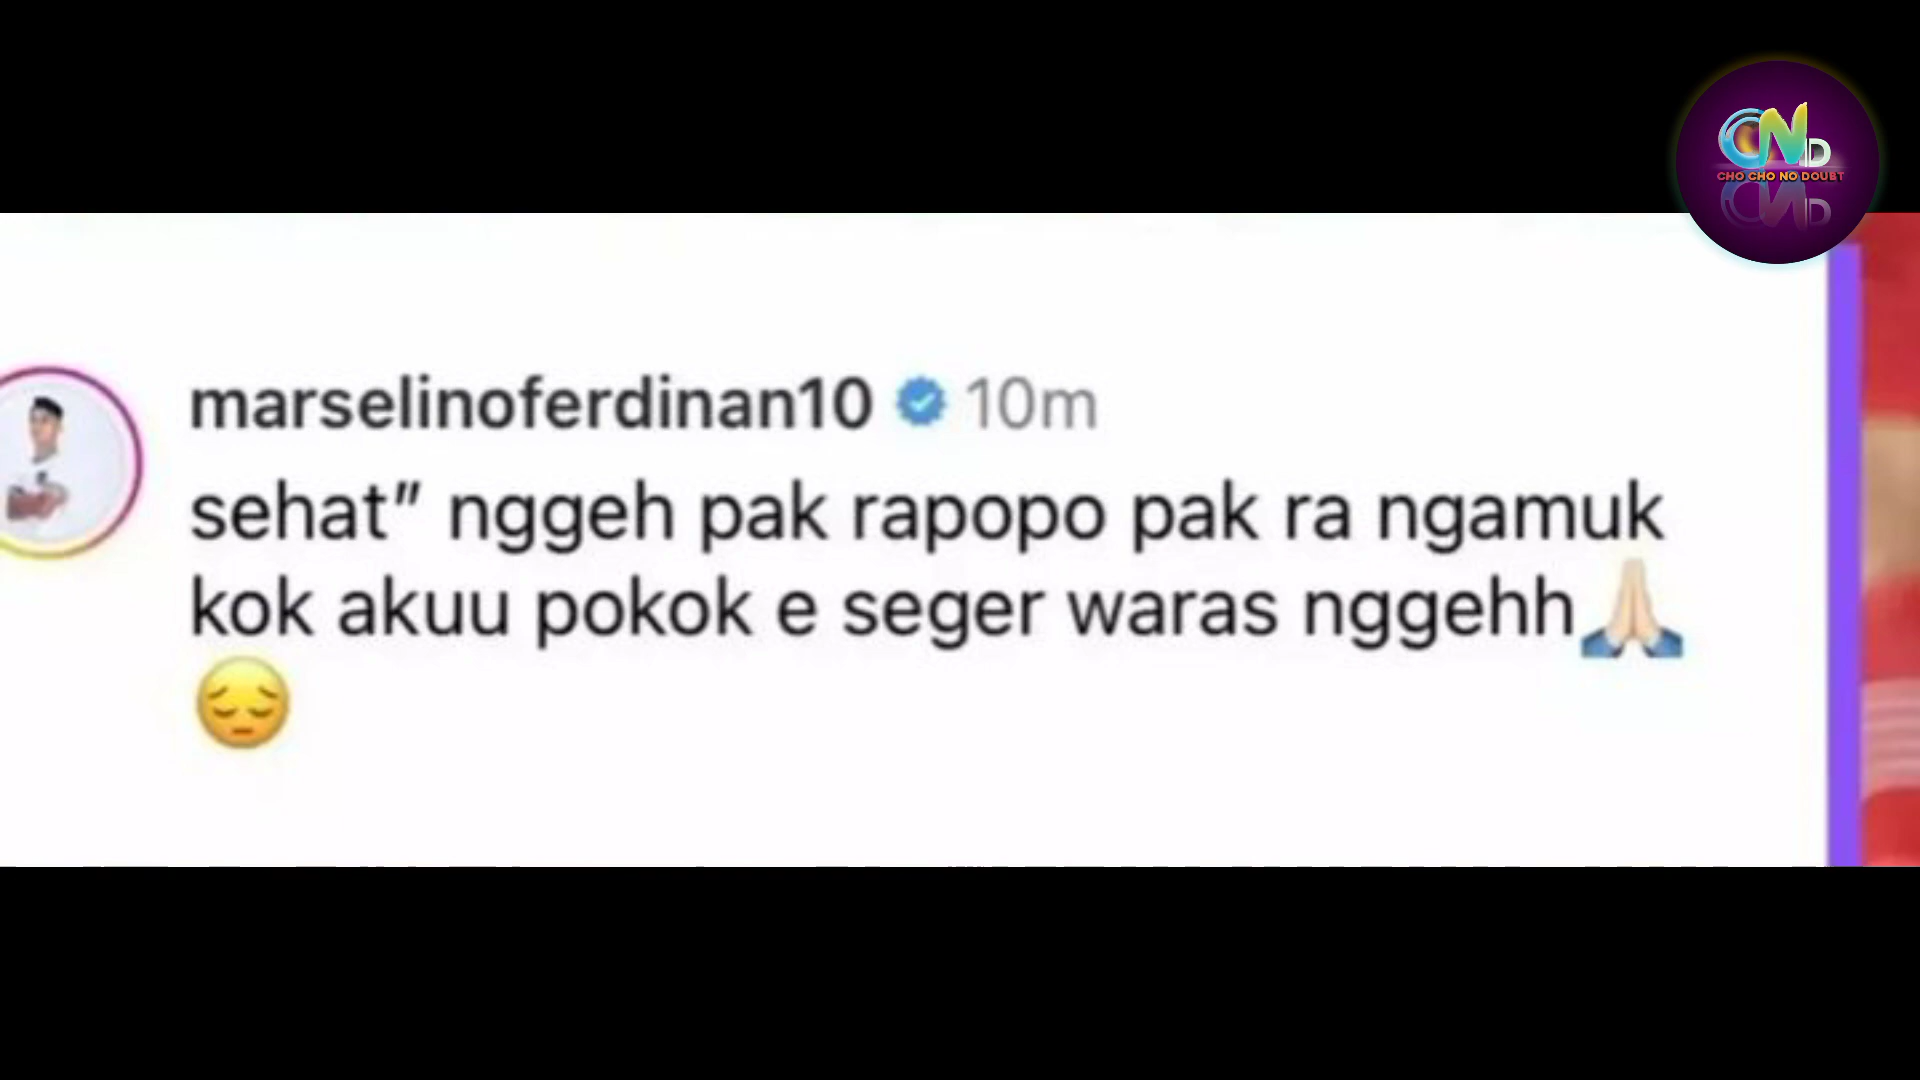 CND
CHO CHO NO DOUBT
marselinoferdinan10 10m
sehat” nggeh pak rapopo pak ra ngamuk
kok akuu pokok e seger waras nggehh🙏🏻
😔